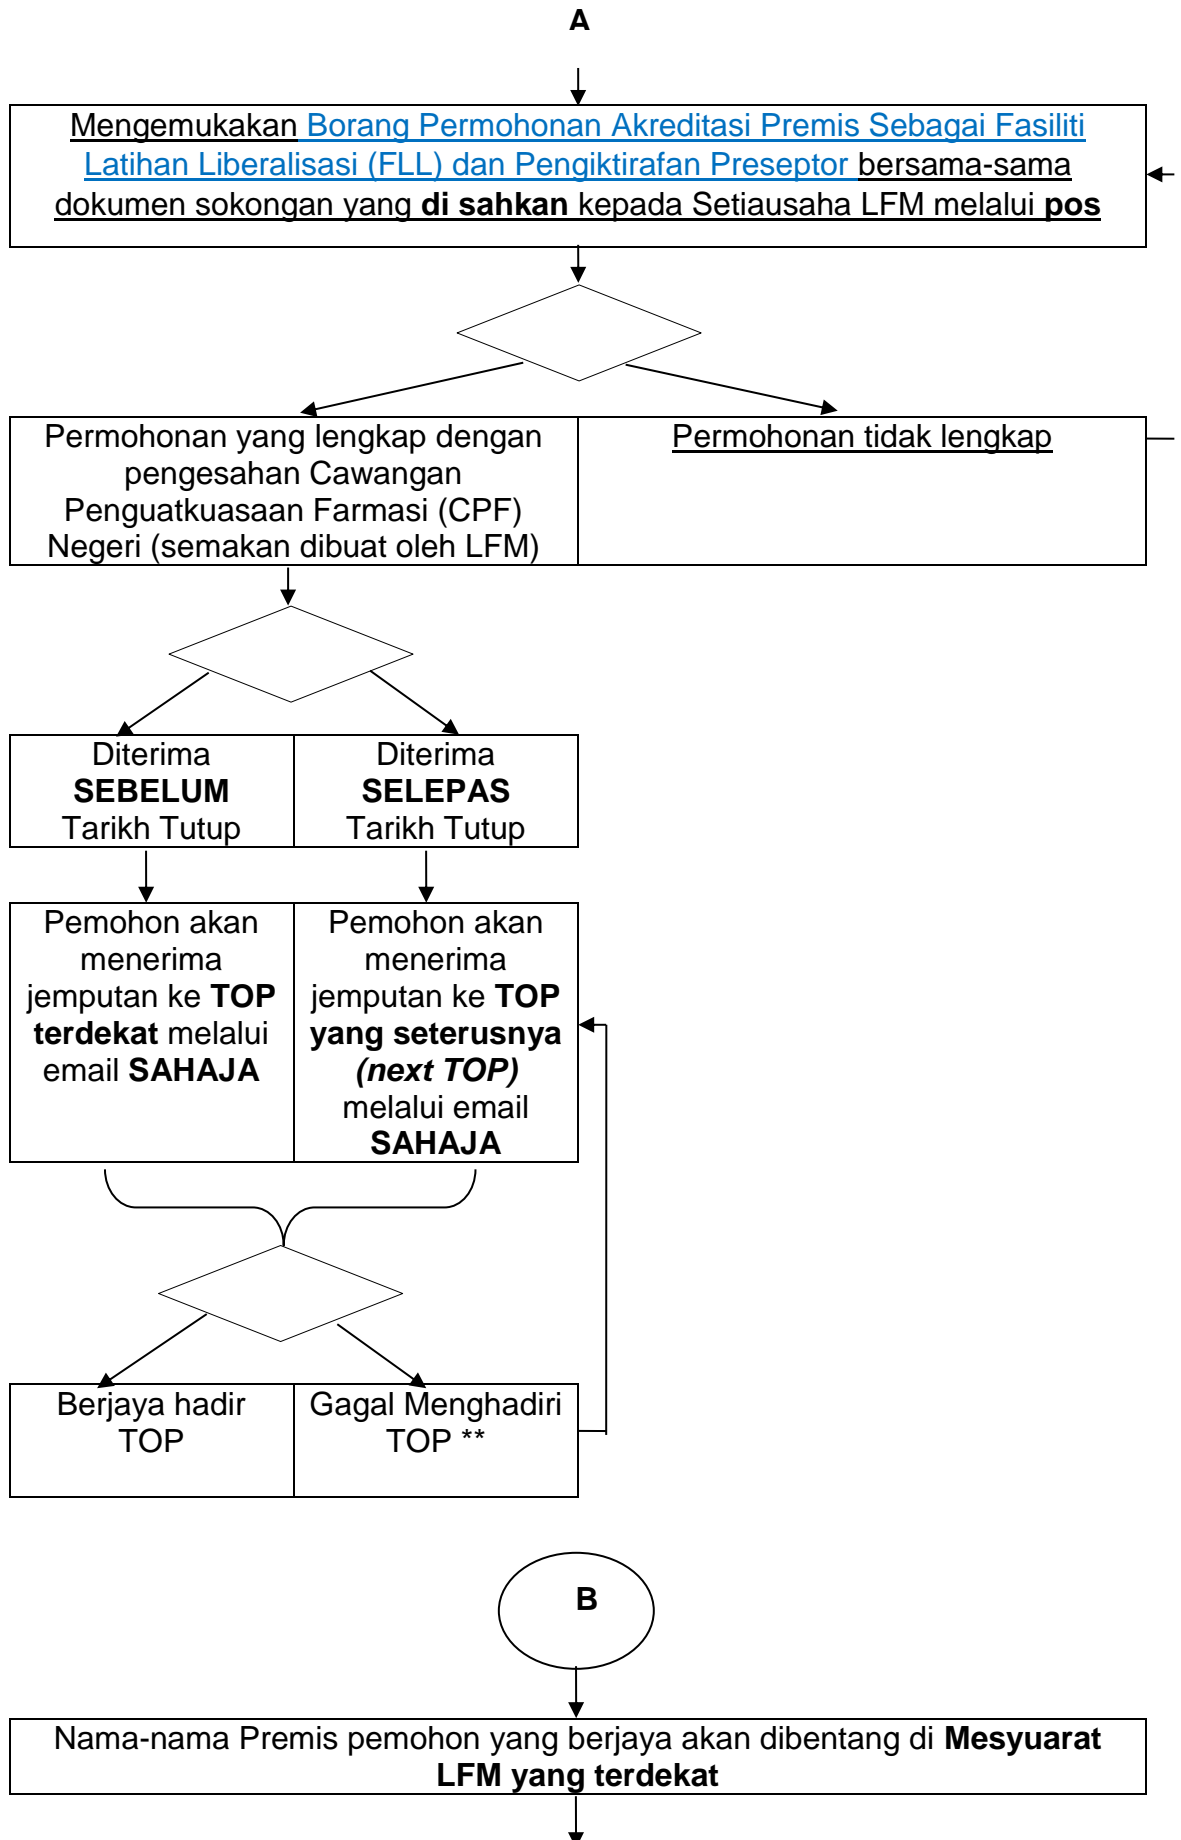 A
Mengemukakan Borang Permohonan Akreditasi Premis Sebagai Fasiliti
Latihan Liberalisasi (FLL) dan Pengiktirafan Preseptor bersama-sama
dokumen sokongan yang di sahkan kepada Setiausaha LFM melalui pos
Permohonan yang lengkap dengan
pengesahan Cawangan
Penguatkuasaan Farmasi (CPF)
Negeri (semakan dibuat oleh LFM)
Permohonan tidak lengkap
Diterima
SEBELUM
Tarikh Tutup
Diterima
SELEPAS
Tarikh Tutup
Pemohon akan
menerima
jemputan ke TOP
terdekat melalui
email SAHAJA
Pemohon akan
menerima
jemputan ke TOP
yang seterusnya
(next TOP)
melalui email
SAHAJA
Berjaya hadir
TOP
Gagal Menghadiri
TOP **
B
Nama-nama Premis pemohon yang berjaya akan dibentang di Mesyuarat
LFM yang terdekat